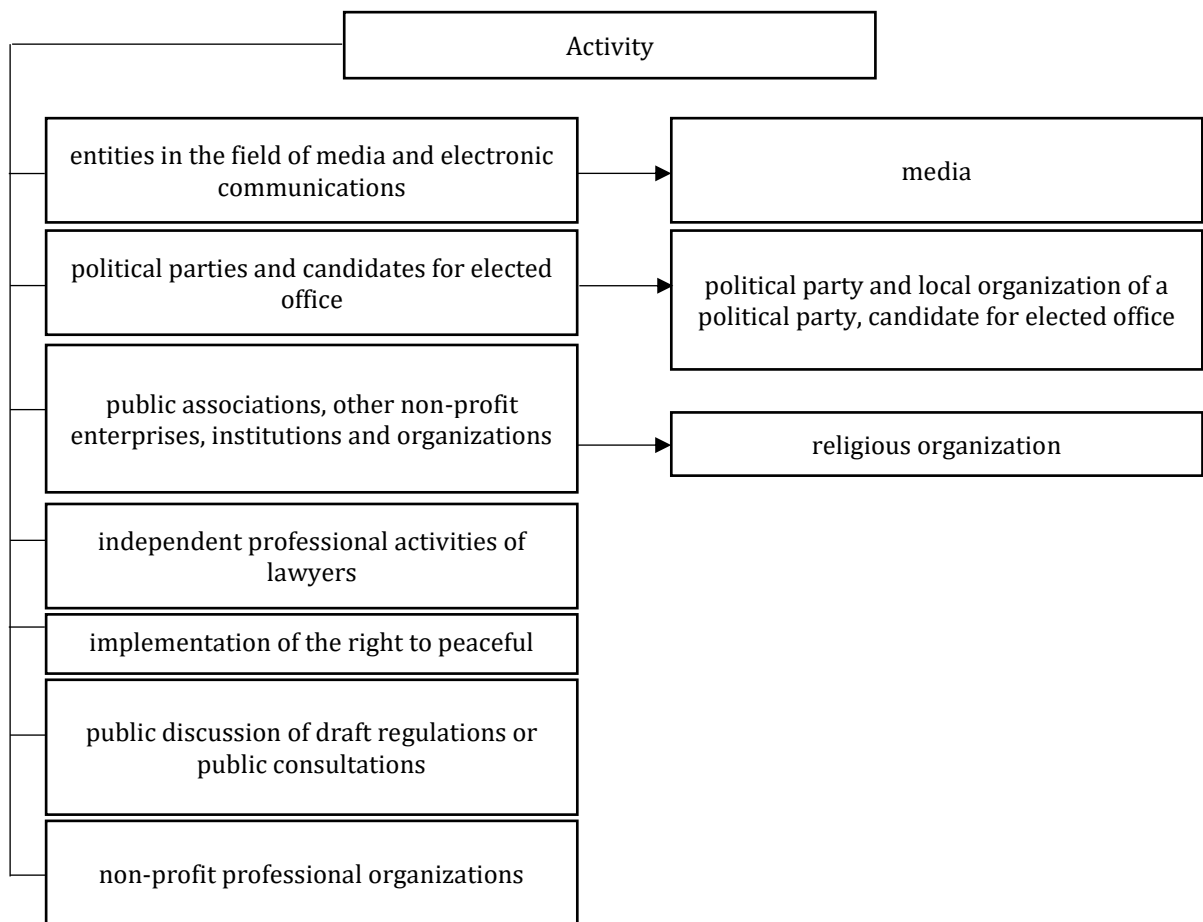 Activity
entities in the field of media and electronic
communications
media
political parties and candidates for elected
office
political party and local organization of a
political party, candidate for elected office
public associations, other non-profit
enterprises, institutions and organizations
religious organization
independent professional activities of
lawyers
implementation of the right to peaceful
public discussion of draft regulations or
public consultations
non-profit professional organizations